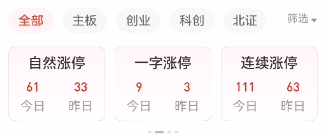 全部 主板 创业 科创 北证 筛选
自然涨停 一字涨停 连续涨停
61 33 9 3 111 63
今日 昨日 今日 昨日 今日 昨日